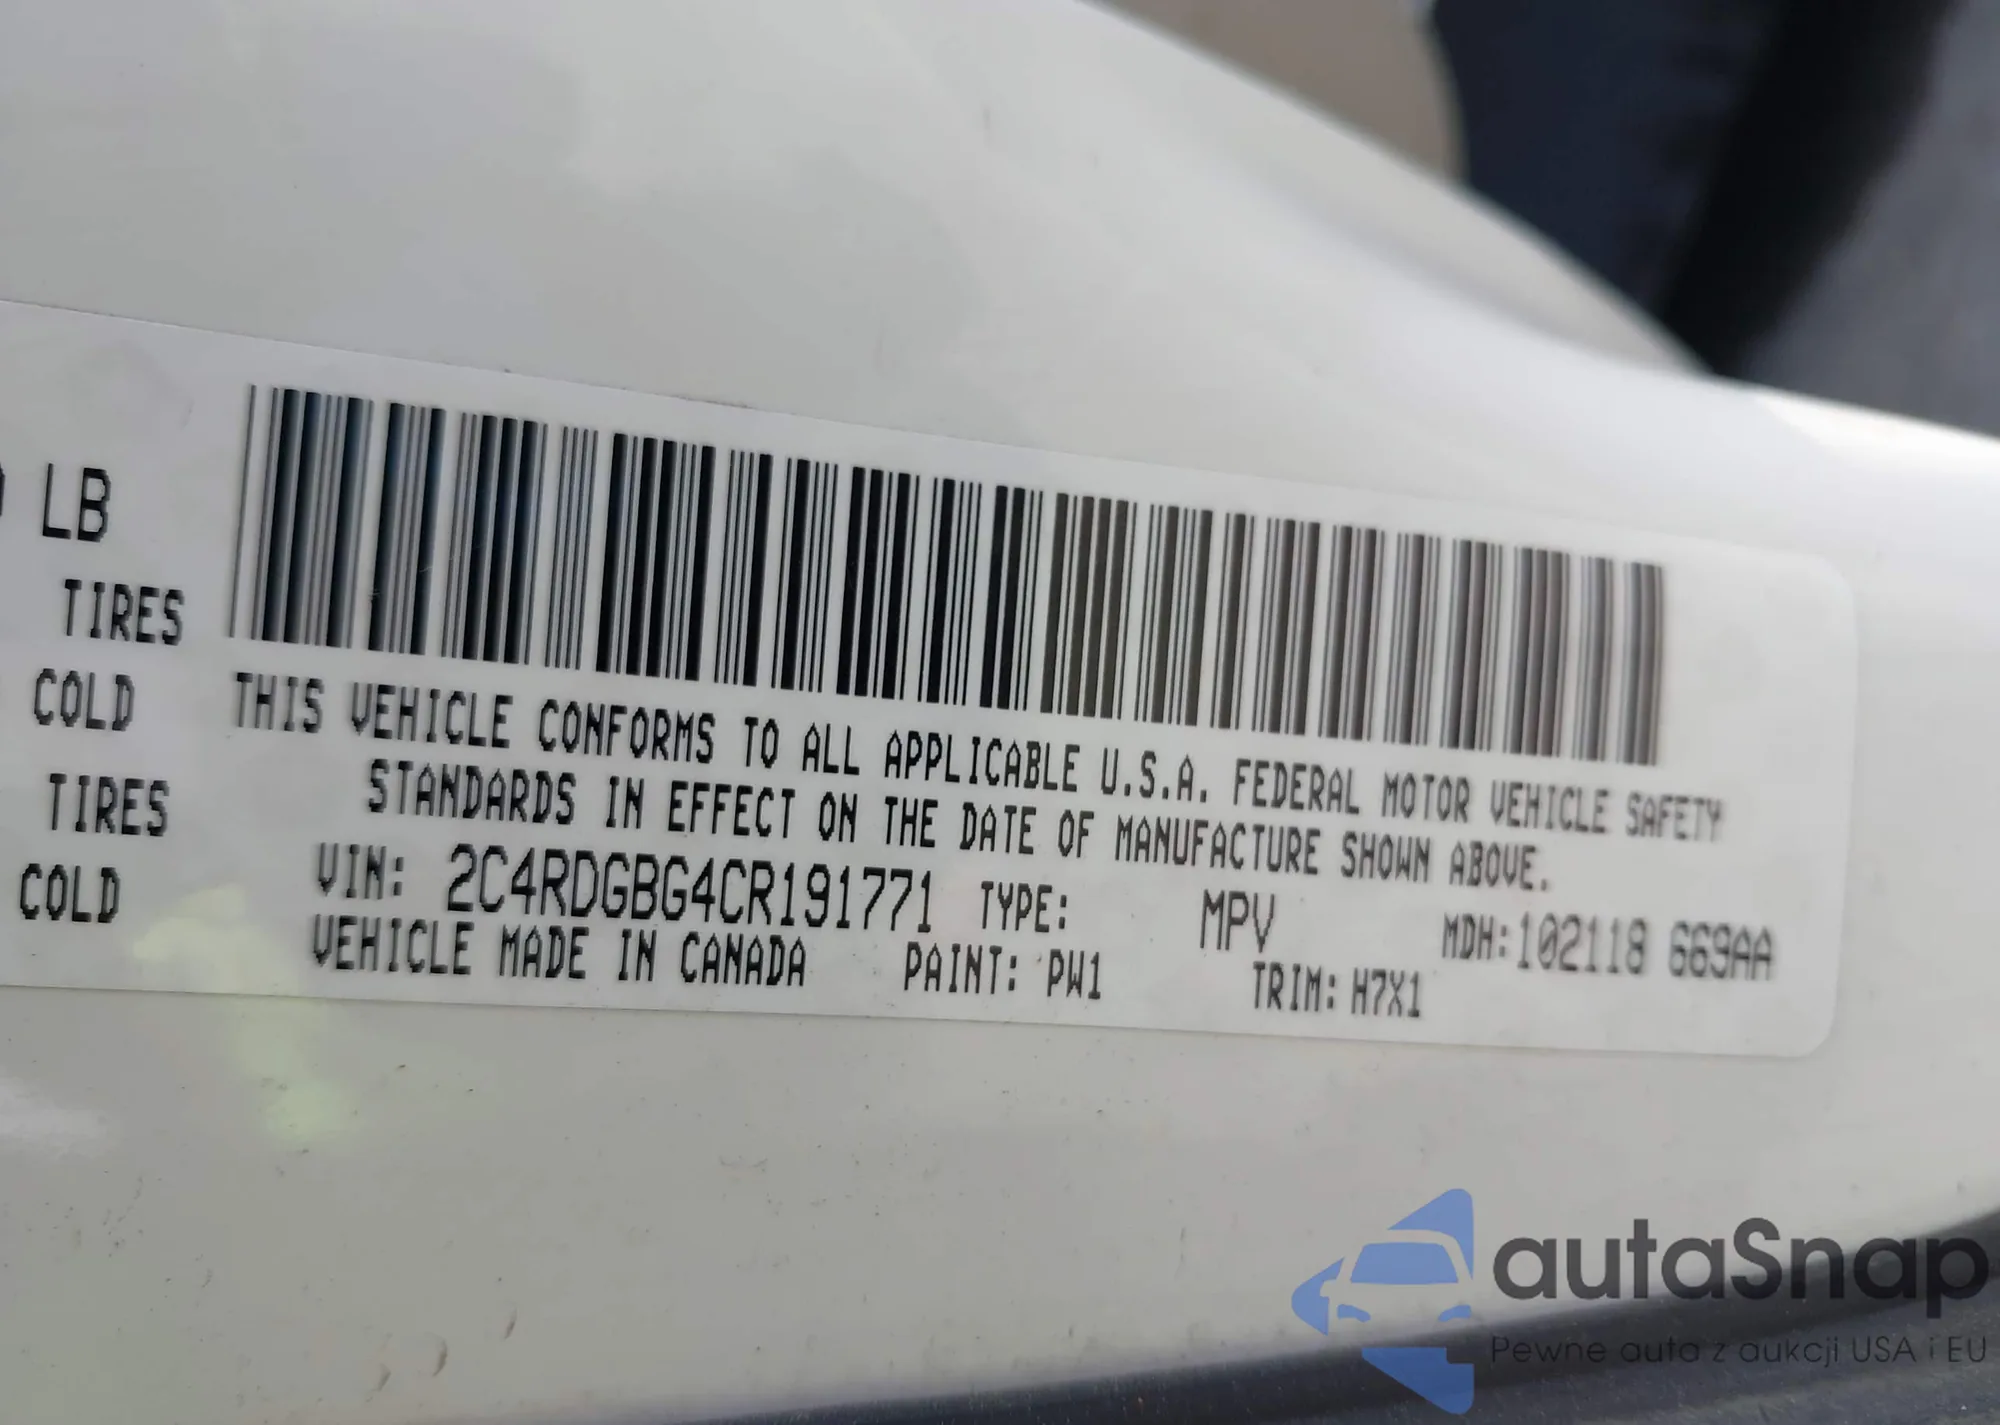 LB
TIRES
COLD
TIRES
COLD
THIS VEHICLE CONFORMS TO ALL APPLICABLE U.S.A. FEDERAL MOTOR VEHICLE SAFETY
STANDARDS IN EFFECT ON THE DATE OF MANUFACTURE SHOWN ABOVE.
VIN: 2C4RDGBG4CR191771 TYPE: MPV MDH:102118 669AA
VEHICLE MADE IN CANADA PAINT: PW1 TRIM: H7X1
autaSnap
Pewne auta z aukcji USA i EU